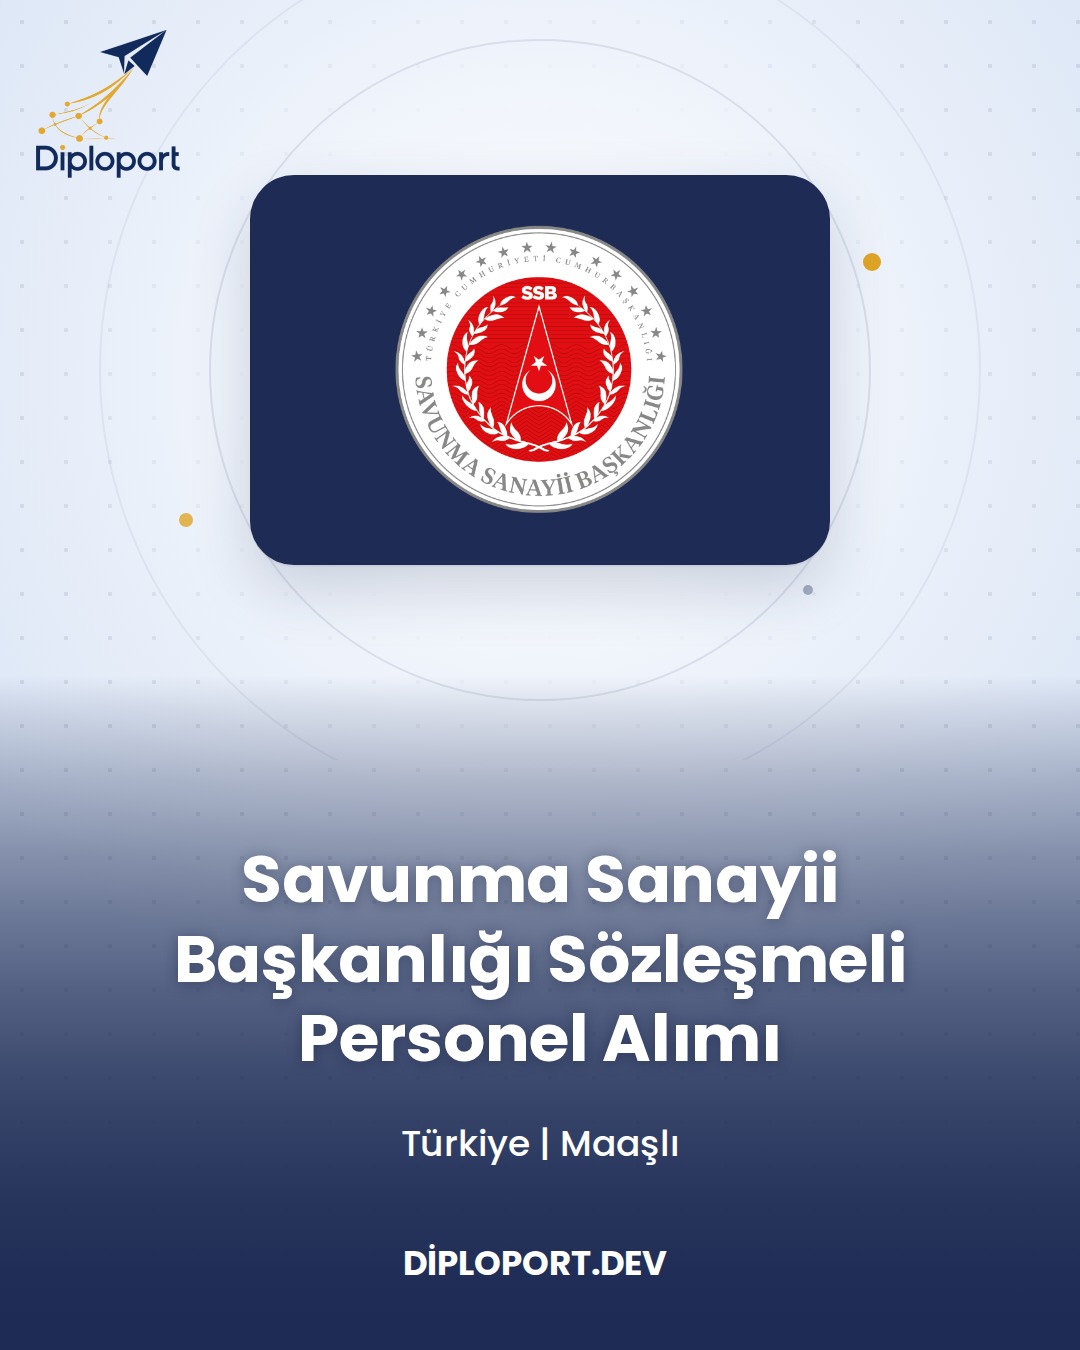 Diploport
TÜRKİYE CUMHURİYETİ CUMHURBAŞKANLIĞI
SSB
SAVUNMA SANAYİİ BAŞKANLIĞI
Savunma Sanayii
Başkanlığı Sözleşmeli
Personel Alımı
Türkiye | Maaşlı
DİPLOPORT.DEV